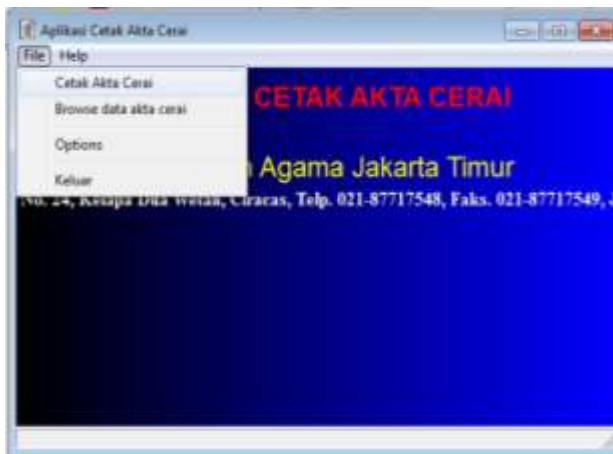 Aplikasi Cetak Akta Cerai
File Help
Cetak Akta Cerai
Browse data akta cerai
Options
Keluar
CETAK AKTA CERAI
Agama Jakarta Timur
No. 24, Kelapa Dua Wetan, Ciracas, Telp. 021-87717548, Faks. 021-87717549, J